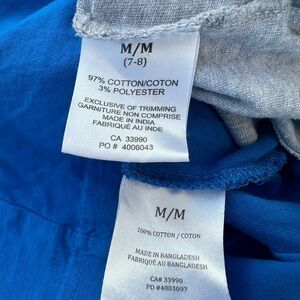 M/M
(7-8)
97% COTTON/COTON
3% POLYESTER
EXCLUSIVE OF TRIMMING
GARNITURE NON COMPRISE
MADE IN INDIA
FABRIQUÉ AU INDE
CA 33990
PO # 4006043
M/M
100% COTTON / COTON
MADE IN BANGLADESH
FABRIQUÉ AU BANGLADESH
CA# 33990
PO #4003097